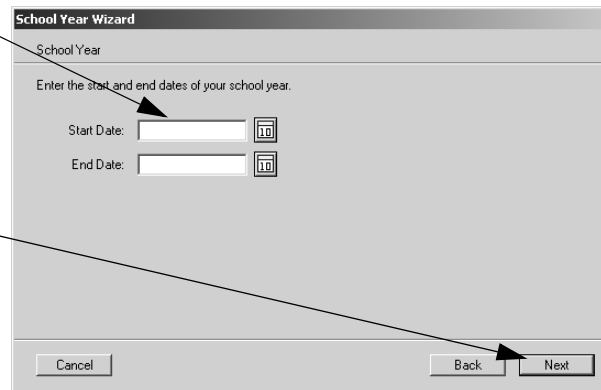 School Year Wizard
School Year
Enter the start and end dates of your school year.
Start Date: 10
End Date: 10
Cancel Back Next